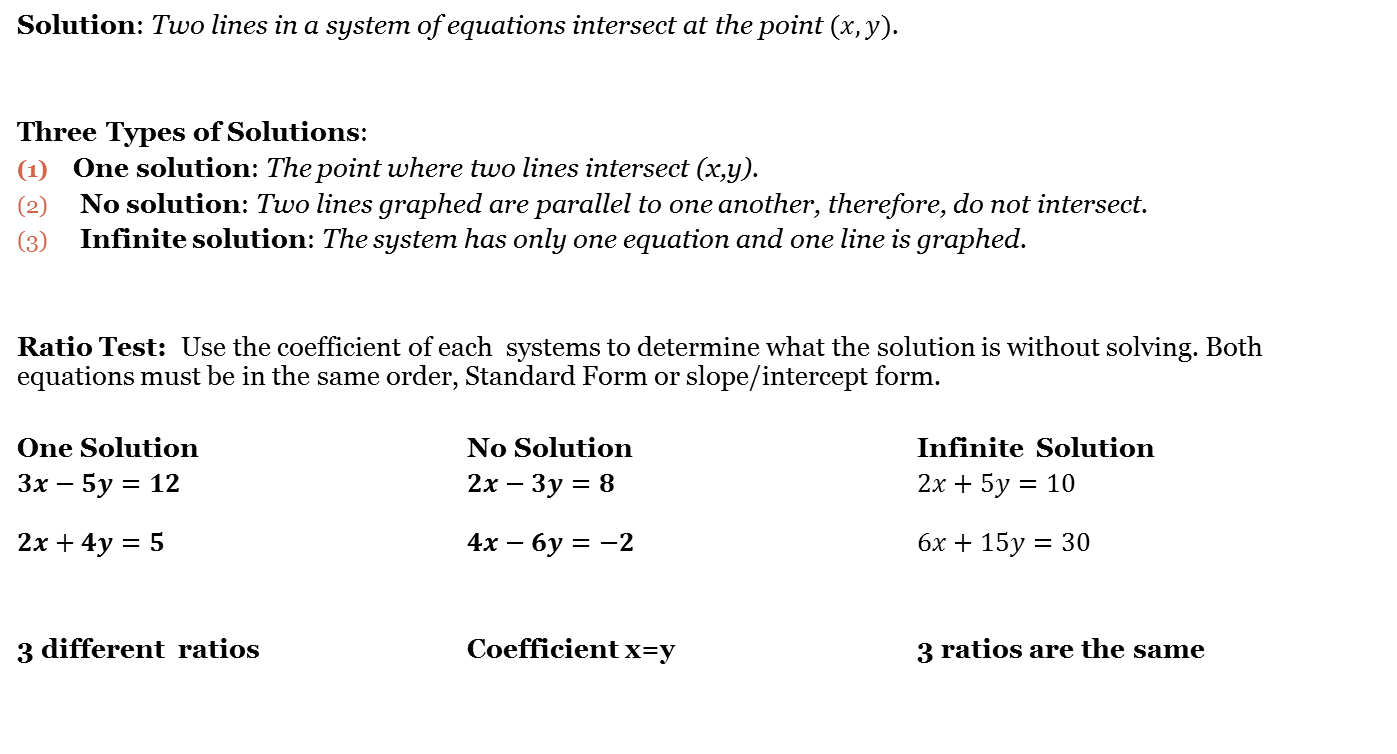 Solution: Two lines in a system of equations intersect at the point (x, y).
Three Types of Solutions:
(1) One solution: The point where two lines intersect (x,y).
(2) No solution: Two lines graphed are parallel to one another, therefore, do not intersect.
(3) Infinite solution: The system has only one equation and one line is graphed.
Ratio Test: Use the coefficient of each systems to determine what the solution is without solving. Both
equations must be in the same order, Standard Form or slope/intercept form.
One Solution No Solution Infinite Solution
3x − 5y = 12 2x − 3y = 8 2x + 5y = 10
2x + 4y = 5 4x − 6y = −2 6x + 15y = 30
3 different ratios Coefficient x=y 3 ratios are the same